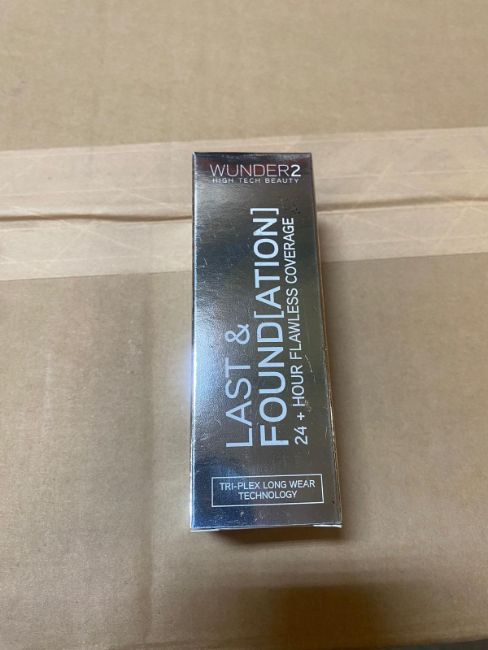 WUNDER2
HIGH TECH BEAUTY
LAST &
FOUND[ATION]
24 + HOUR FLAWLESS COVERAGE
TRI-PLEX LONG WEAR
TECHNOLOGY